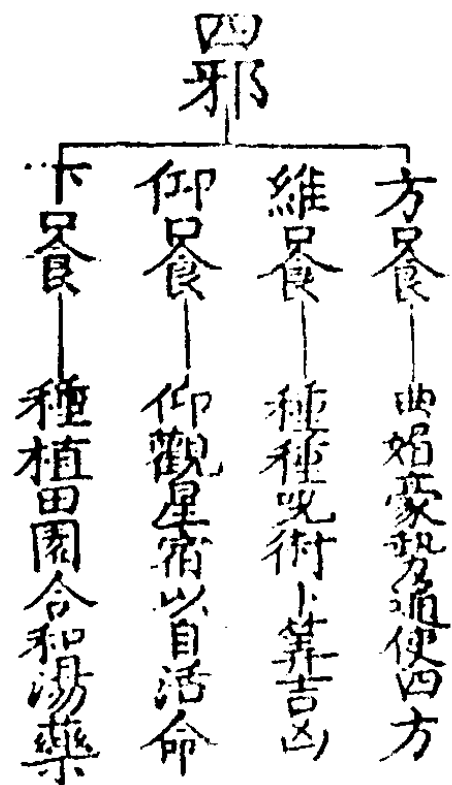 四邪
方口食
曲媚豪勢通使四方
維口食
種種呪術卜筭吉凶
仰口食
仰觀星宿以自活命
下口食
種植田園合和湯藥